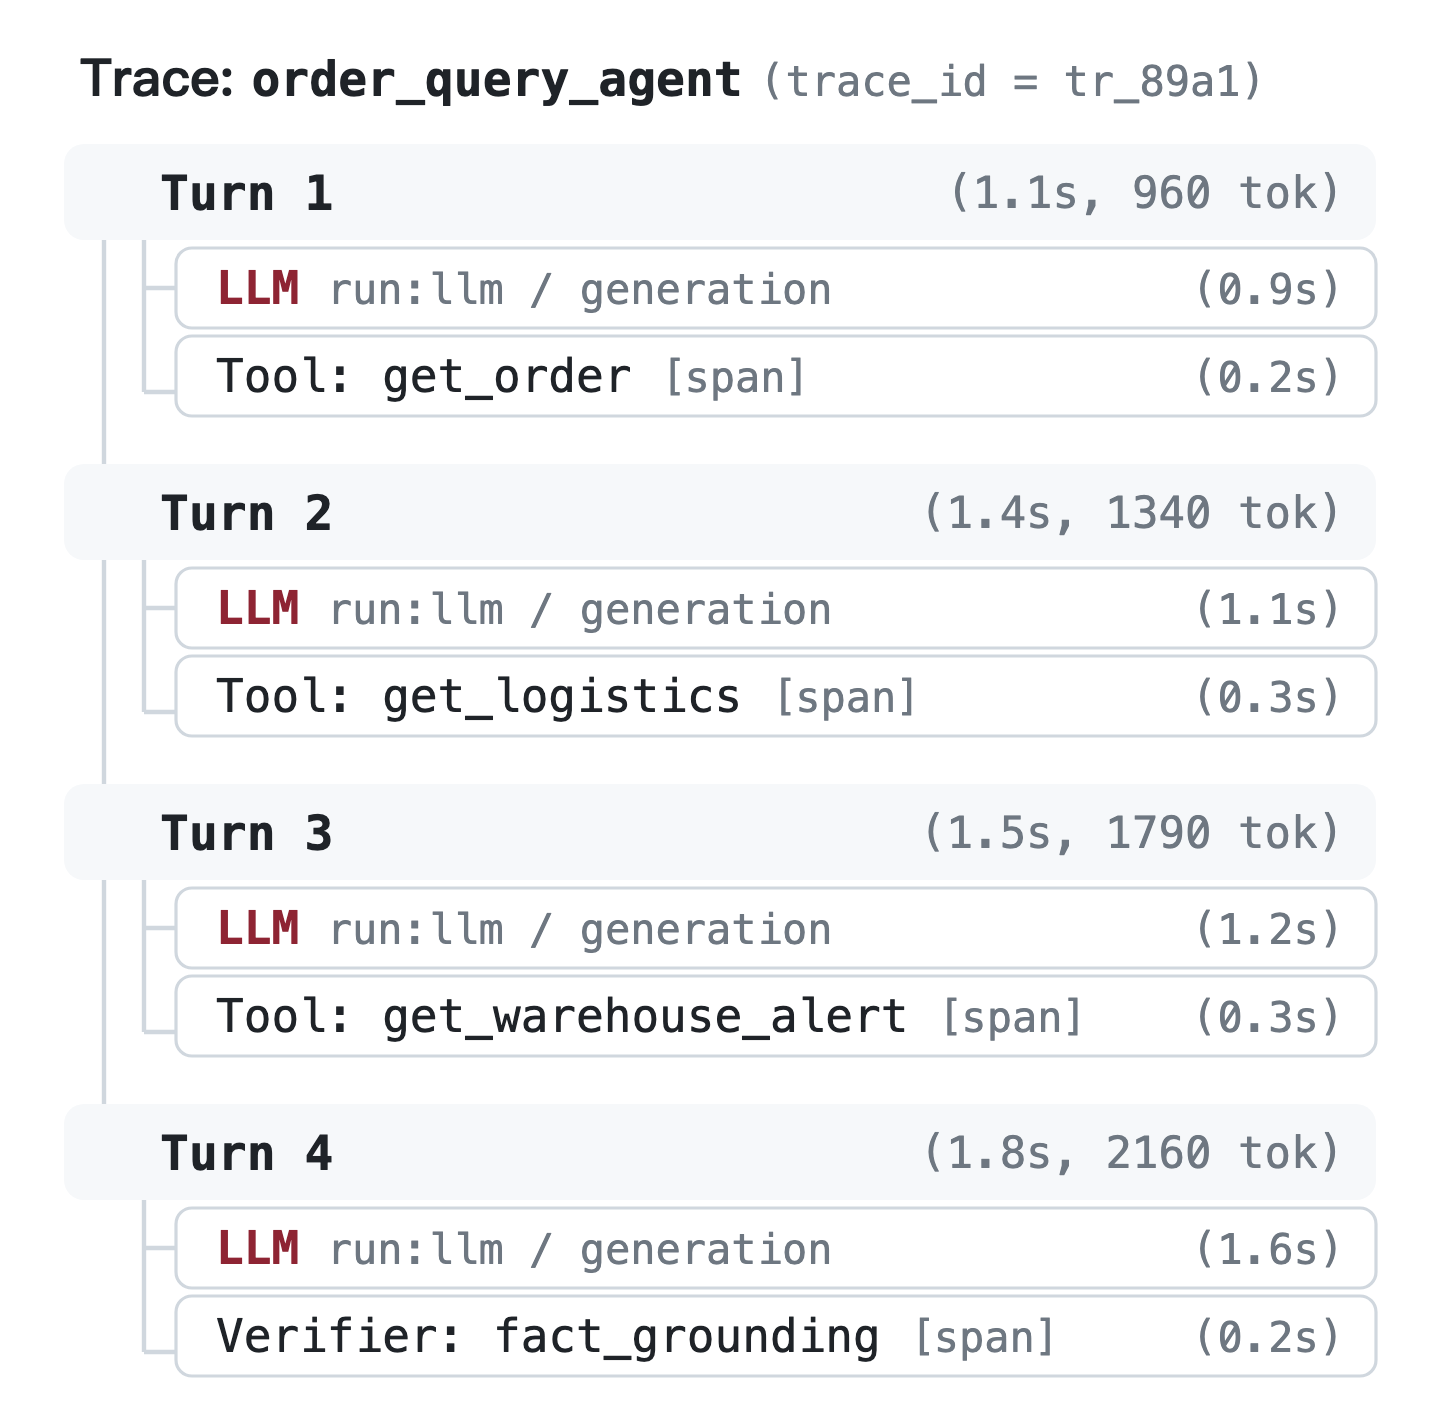 Trace: order_query_agent (trace_id = tr_89a1)
Turn 1 (1.1s, 960 tok)
LLM run:llm / generation (0.9s)
Tool: get_order [span] (0.2s)
Turn 2 (1.4s, 1340 tok)
LLM run:llm / generation (1.1s)
Tool: get_logistics [span] (0.3s)
Turn 3 (1.5s, 1790 tok)
LLM run:llm / generation (1.2s)
Tool: get_warehouse_alert [span] (0.3s)
Turn 4 (1.8s, 2160 tok)
LLM run:llm / generation (1.6s)
Verifier: fact_grounding [span] (0.2s)